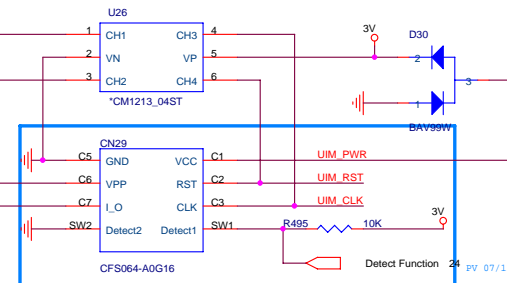 U26
1 CH1 CH3 4
2 VN VP 5
3 CH2 CH4 6
*CM1213_04ST
3V
D30
2
3
1
BAV99W
CN29
C5 GND VCC C1 UIM_PWR
C6 VPP RST C2 UIM_RST
C7 I_O CLK C3 UIM_CLK
SW2 Detect2 Detect1 SW1
CFS064-A0G16
R495 10K
3V
Detect Function 24
PV 07/1